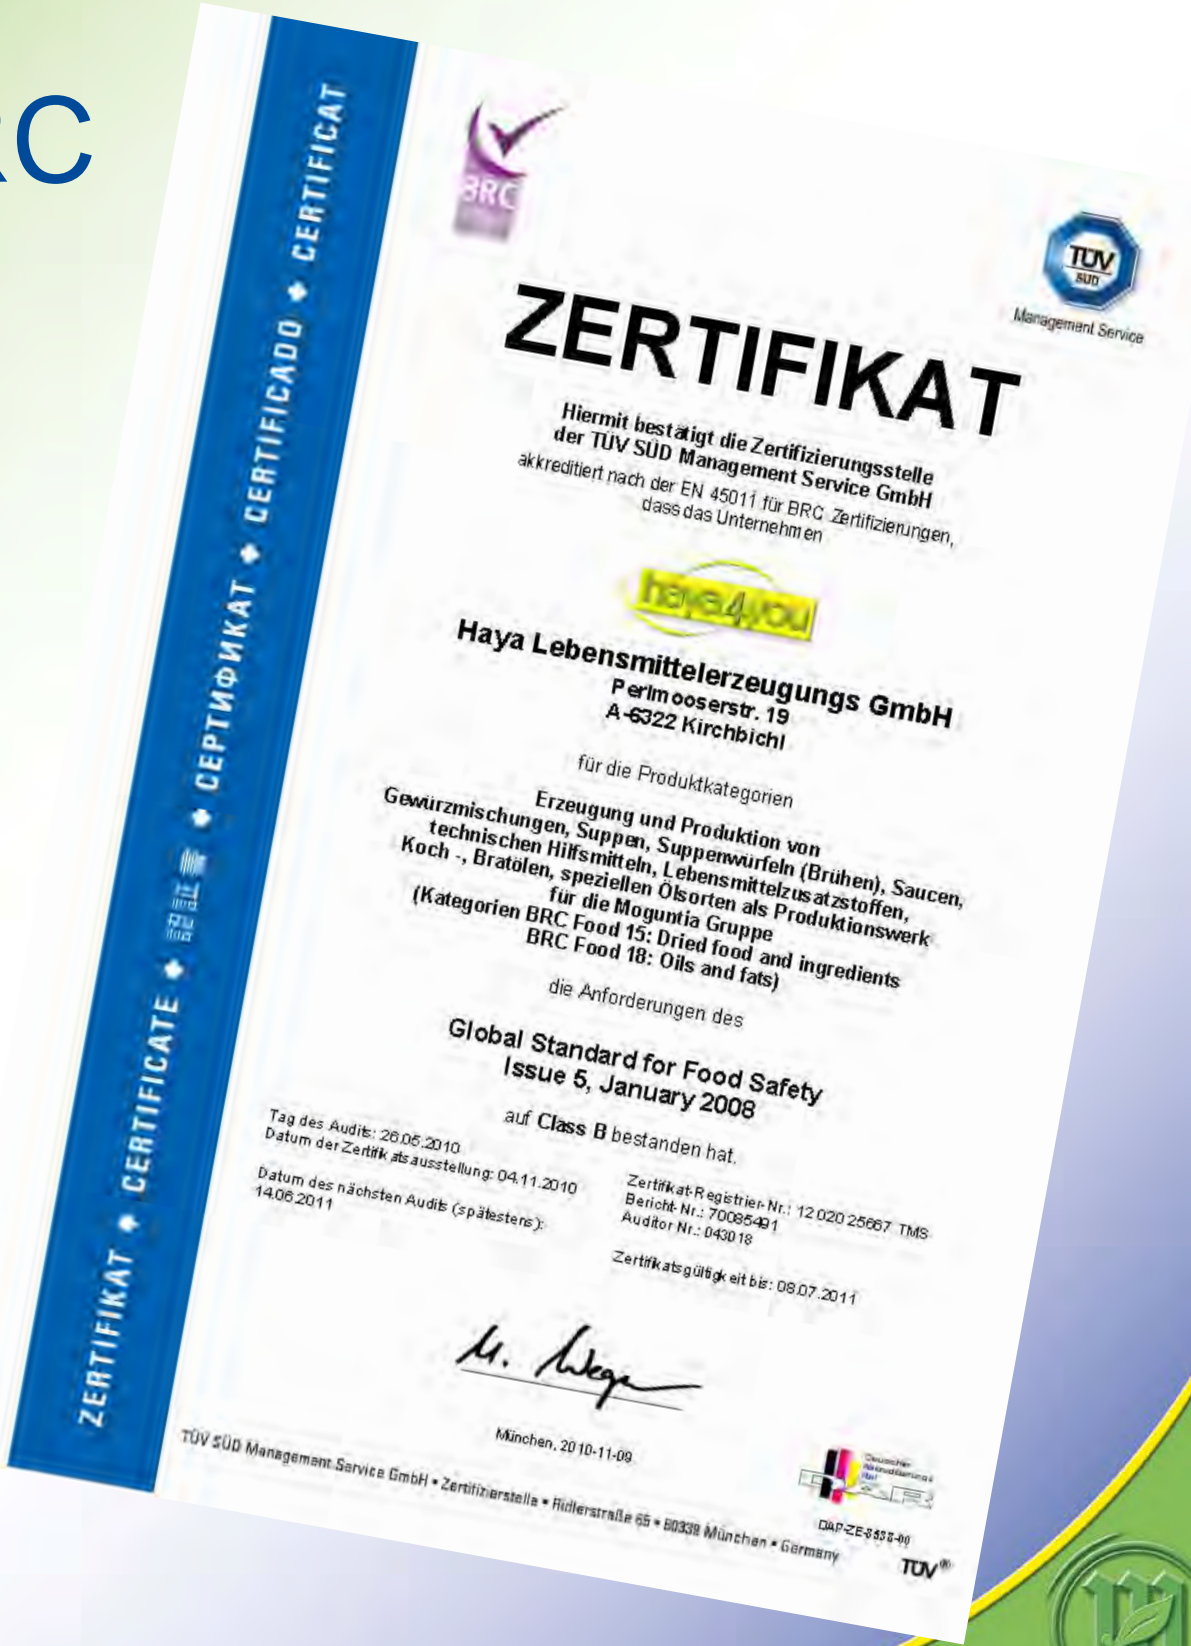 RC
CERTIFICAT
ZERTIFIKAT ◆ CERTIFICATE ◆ ◆ СЕРТИФИКАТ ◆ CERTIFICADO ◆ CERTIFICAT
BRC
TÜV
SÜD
Management Service
ZERTIFIKAT
Hiermit bestätigt die Zertifizierungsstelle
der TÜV SÜD Management Service GmbH
akkreditiert nach der EN 45011 für BRC Zertifizierungen,
dass das Unternehmen
haya4you
Haya Lebensmittelerzeugungs GmbH
Perlmooserstr. 19
A-6322 Kirchbichl
für die Produktkategorien
Erzeugung und Produktion von
Gewürzmischungen, Suppen, Suppenwürfeln (Brühen), Saucen,
technischen Hilfsmitteln, Lebensmittelzusatzstoffen,
Koch -, Bratölen, speziellen Ölsorten als Produktionswerk
für die Moguntia Gruppe
(Kategorien BRC Food 15: Dried food and ingredients
BRC Food 18: Oils and fats)
die Anforderungen des
Global Standard for Food Safety
Issue 5, January 2008
auf Class B bestanden hat.
Tag des Audits: 26.05.2010
Datum der Zertifikatsausstellung: 04.11.2010
Datum des nächsten Audits (spätestens):
14.06.2011
Zertifikat-Registrier-Nr.: 12 020 25667 TMS
Bericht-Nr.: 70085491
Auditor Nr.: 043018
Zertifikatsgültigkeit bis: 08.07.2011
München, 2010-11-09
TÜV SÜD Management Service GmbH • Zertifizierstelle • Ridlerstraße 65 • 80339 München • Germany
Deutscher
Akkreditierungs
Rat
TÜV®